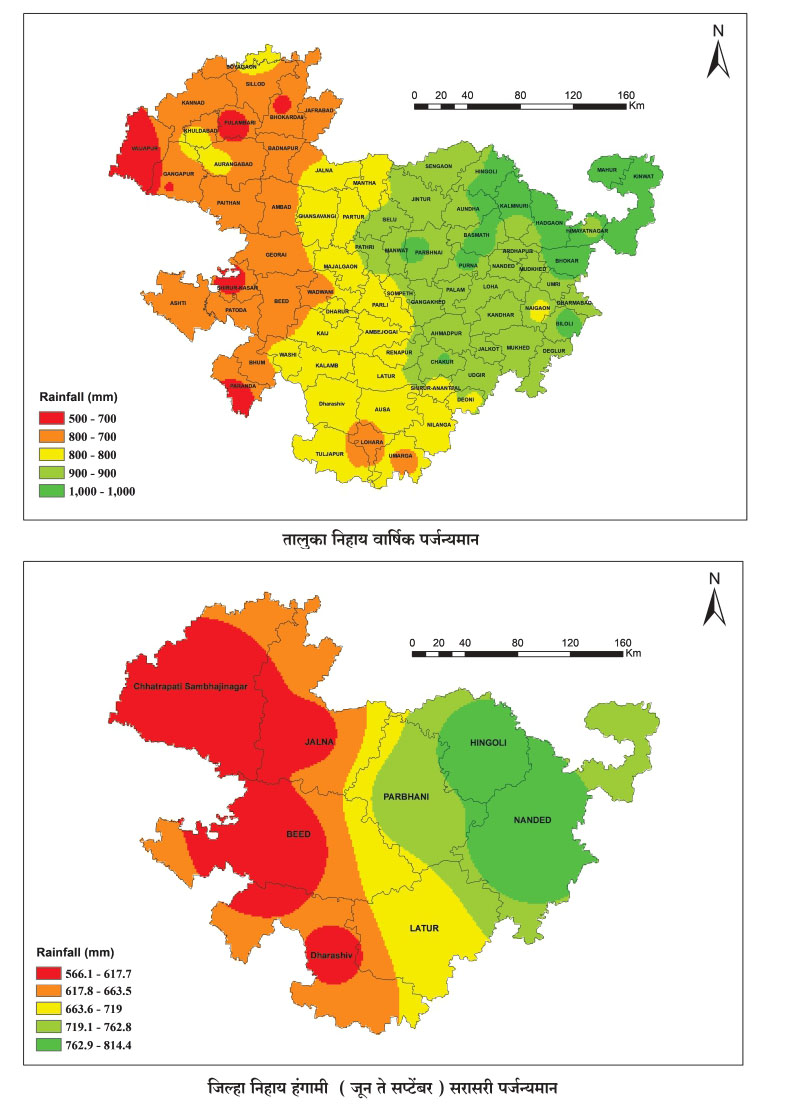 N
0 20 40 80 120 160
Km
SOYAGAON
SILLOD
KANNAD
BHOKARDAN
JAFRABAD
FULAMBARI
KHULDABAD
VAIJAPUR
BADNAPUR
AURANGABAD
GANGAPUR
JALNA
MANTHA
SENGAON
HINGOLI
MAHUR
KINWAT
PAITHAN
AMBAD
GHANSAVANGI
PARTUR
JINTUR
AUNDHA
KALMNURI
SELU
HADGAON
HIMAYATNAGAR
PATHRI
MANWAT
PARBHNAI
BASMATH
ARDHAPUR
GEORAI
MAJALGAON
PURNA
NANDED
MUDKHED
BHOKAR
SHIRUR-KASAR
ASHTI
PATODA
BEED
WADWANI
DHARUR
PARLI
SONPETH
GANGAKHED
PALAM
LOHA
UMRI
DHARMABAD
NAIGAON
KANDHAR
BILOLI
KAIJ
AMBEJOGAI
AHMADPUR
WASHI
RENAPUR
JALKOT
MUKHED
DEGLUR
BHUM
KALAMB
LATUR
CHAKUR
UDGIR
PARANDA
SHIRUR-ANANTPAL
DEONI
Dharashiv
AUSA
NILANGA
LOHARA
TULJAPUR
UMARGA
Rainfall (mm)
500 - 700
800 - 700
800 - 800
900 - 900
1,000 - 1,000
तालुका निहाय वार्षिक पर्जन्यमान
N
0 20 40 80 120 160
Km
Chhatrapati Sambhajinagar
JALNA
HINGOLI
PARBHANI
NANDED
BEED
LATUR
Dharashiv
Rainfall (mm)
566.1 - 617.7
617.8 - 663.5
663.6 - 719
719.1 - 762.8
762.9 - 814.4
जिल्हा निहाय हंगामी ( जून ते सप्टेंबर ) सरासरी पर्जन्यमान